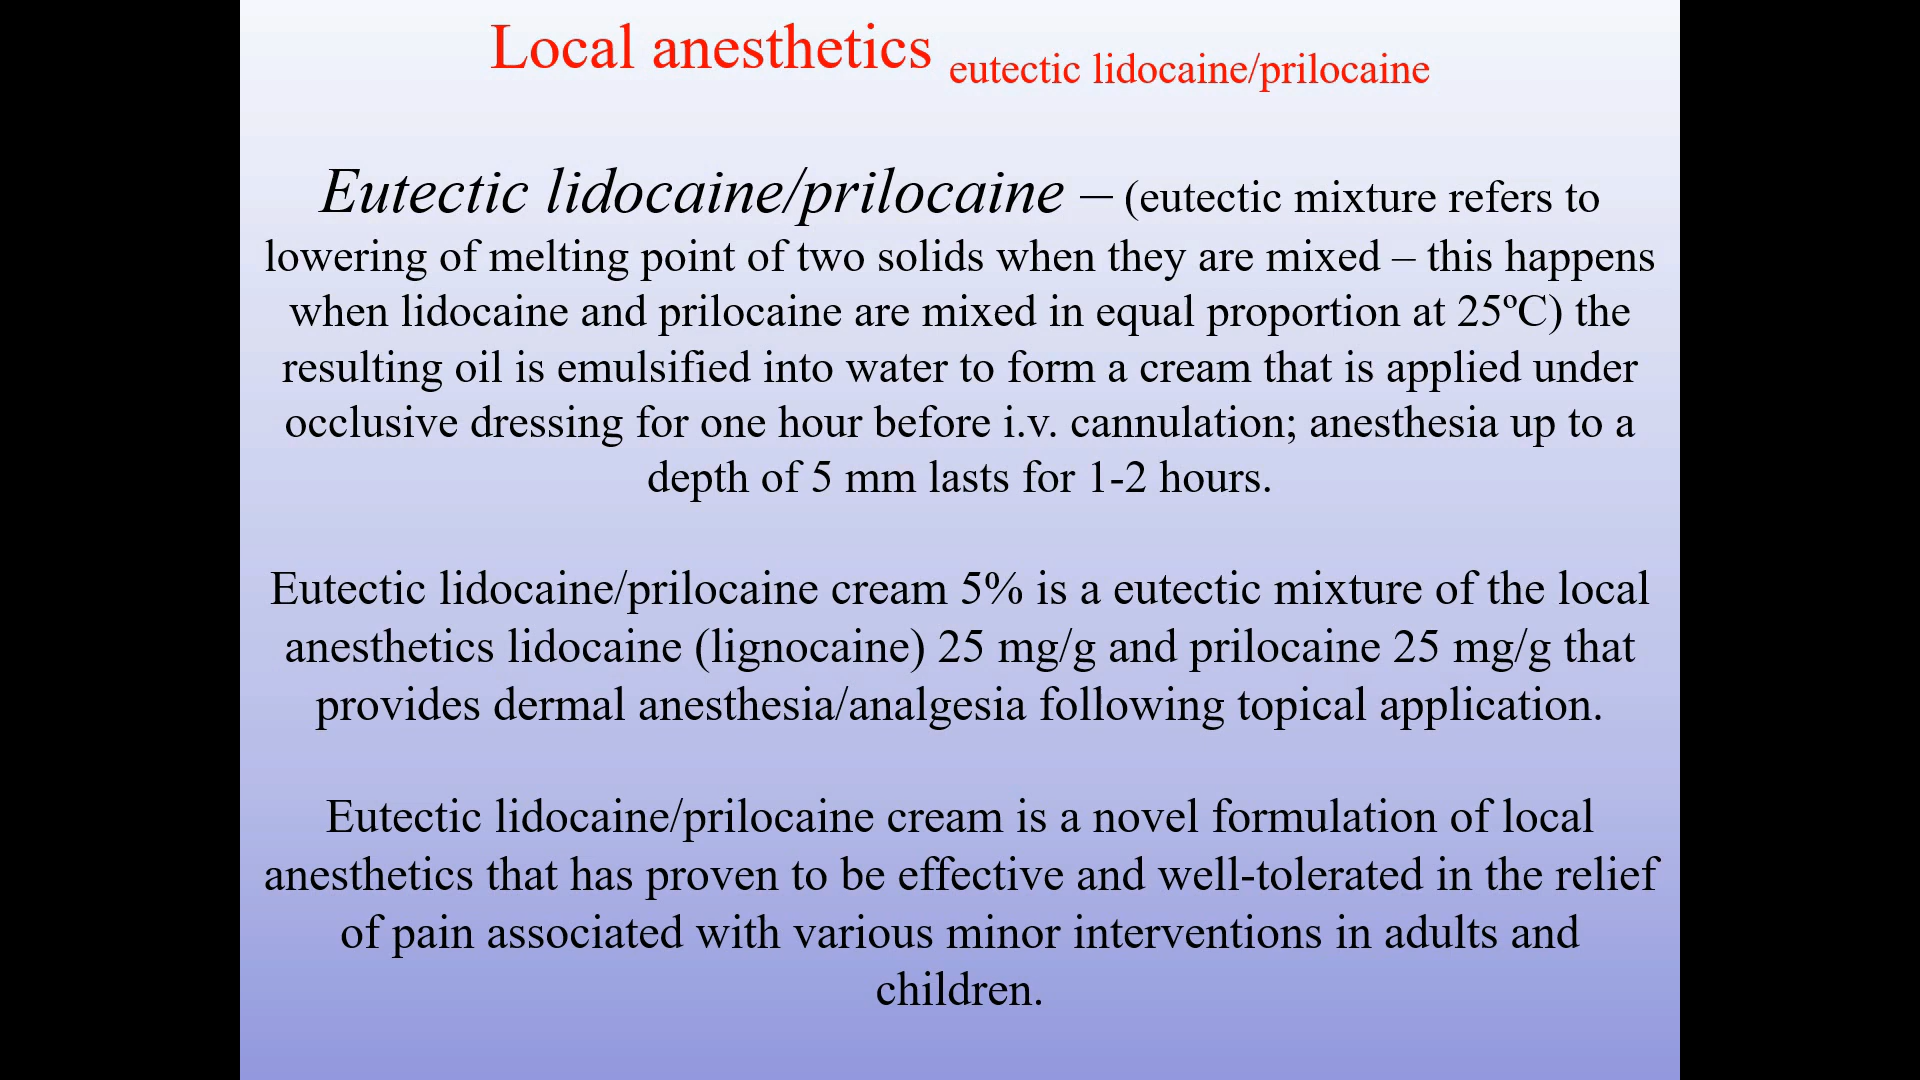 Local anesthetics eutectic lidocaine/prilocaine
Eutectic lidocaine/prilocaine – (eutectic mixture refers to
lowering of melting point of two solids when they are mixed – this happens
when lidocaine and prilocaine are mixed in equal proportion at 25ºC) the
resulting oil is emulsified into water to form a cream that is applied under
occlusive dressing for one hour before i.v. cannulation; anesthesia up to a
depth of 5 mm lasts for 1-2 hours.
Eutectic lidocaine/prilocaine cream 5% is a eutectic mixture of the local
anesthetics lidocaine (lignocaine) 25 mg/g and prilocaine 25 mg/g that
provides dermal anesthesia/analgesia following topical application.
Eutectic lidocaine/prilocaine cream is a novel formulation of local
anesthetics that has proven to be effective and well-tolerated in the relief
of pain associated with various minor interventions in adults and
children.